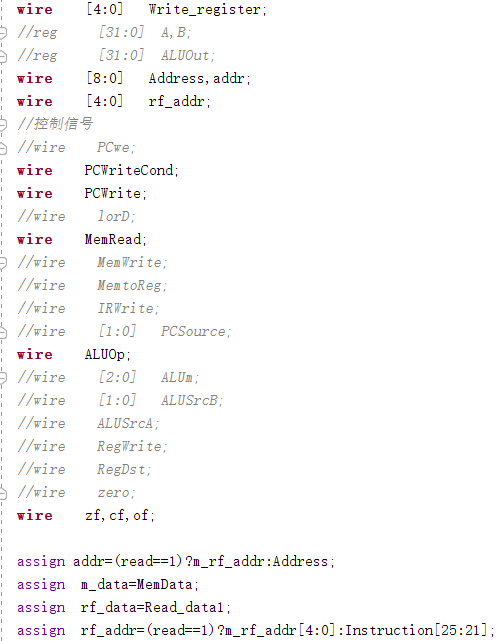 wire    [4:0]   Write_register;
//reg     [31:0]  A,B;
//reg     [31:0]  ALUOut;
wire    [8:0]   Address,addr;
wire    [4:0]   rf_addr;
//控制信号
//wire    PCwe;
wire    PCWriteCond;
wire    PCWrite;
//wire    lorD;
wire    MemRead;
//wire    MemWrite;
//wire    MemtoReg;
//wire    IRWrite;
//wire    [1:0]   PCSource;
wire    ALUOp;
//wire    [2:0]   ALUm;
//wire    [1:0]   ALUSrcB;
//wire    ALUSrcA;
//wire    RegWrite;
//wire    RegDst;
//wire    zero;
wire    zf,cf,of;
assign addr=(read==1)?m_rf_addr:Address;
assign  m_data=MemData;
assign  rf_data=Read_data1;
assign  rf_addr=(read==1)?m_rf_addr[4:0]:Instruction[25:21];